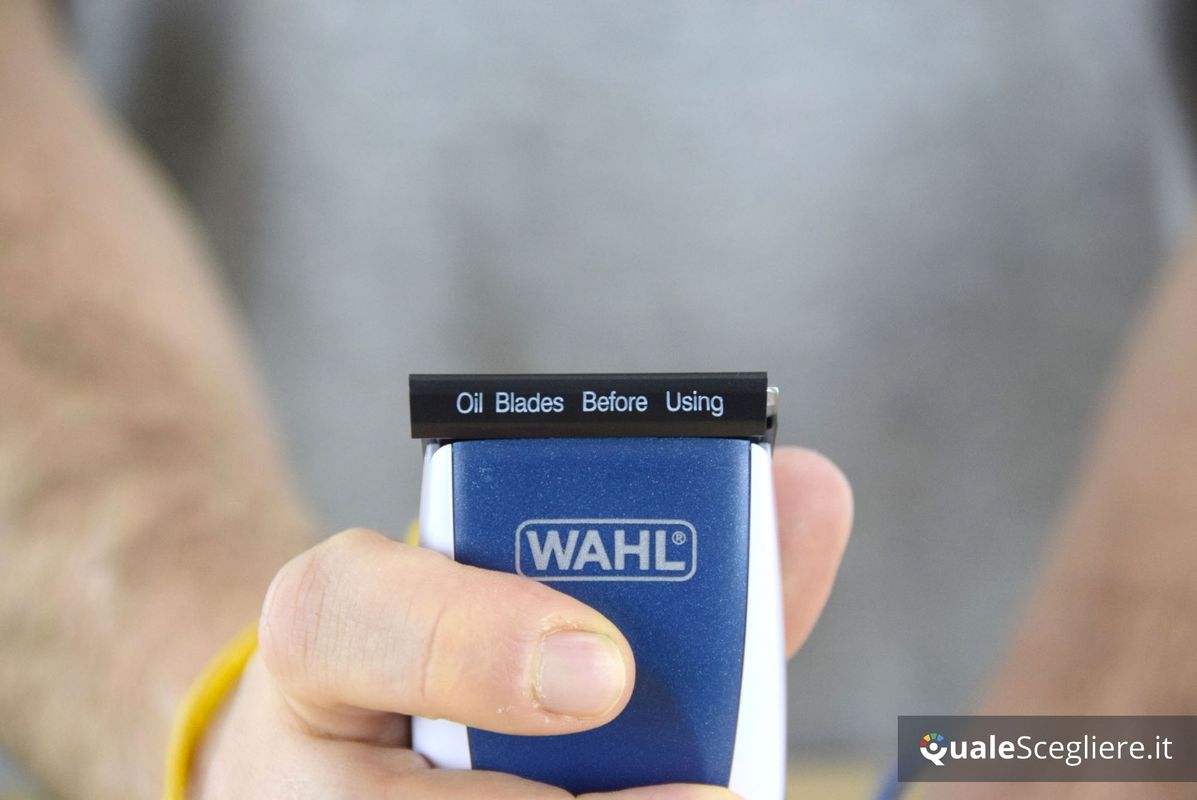 Oil Blades Before Using
WAHL®
QualeScegliere.it